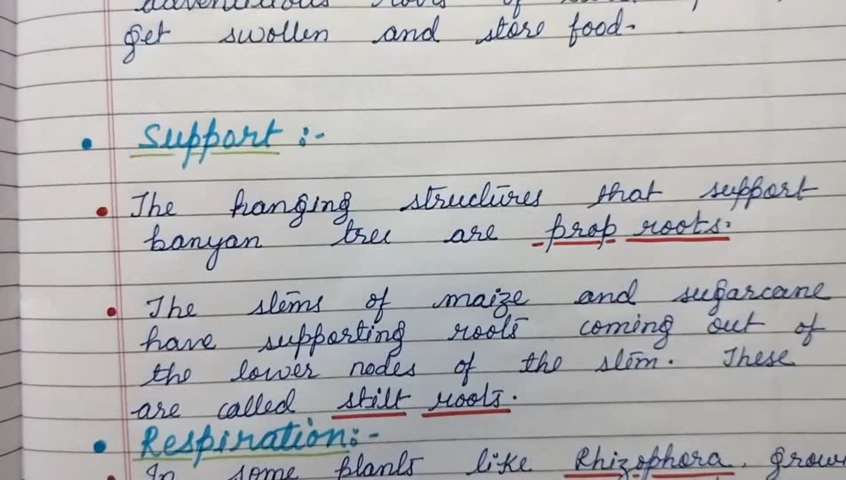 get swollen and store food.
Support :-
The hanging structures that support
banyan tree are prop roots.
The stems of maize and sugarcane
have supporting roots coming out of
the lower nodes of the stem. These
are called stilt roots.
Respiration:-
In some plants like Rhizophora, grow